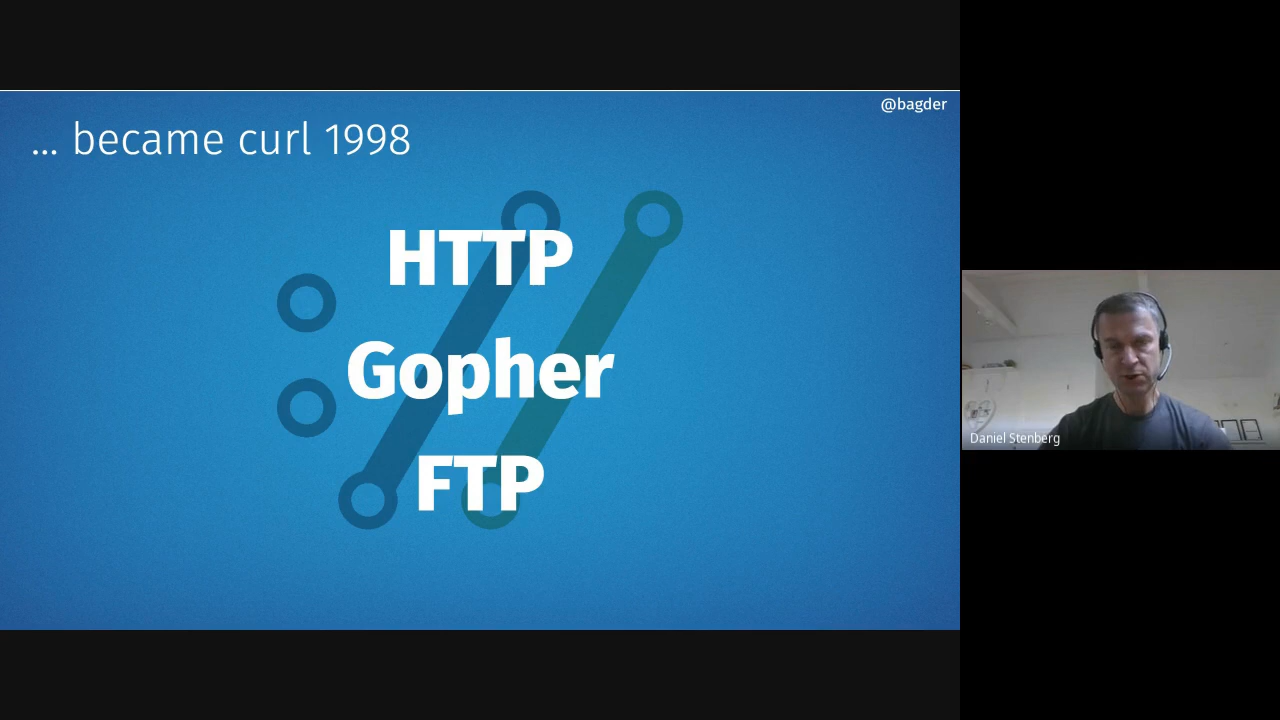 @bagder
... became curl 1998
HTTP
Gopher
FTP
Daniel Stenberg